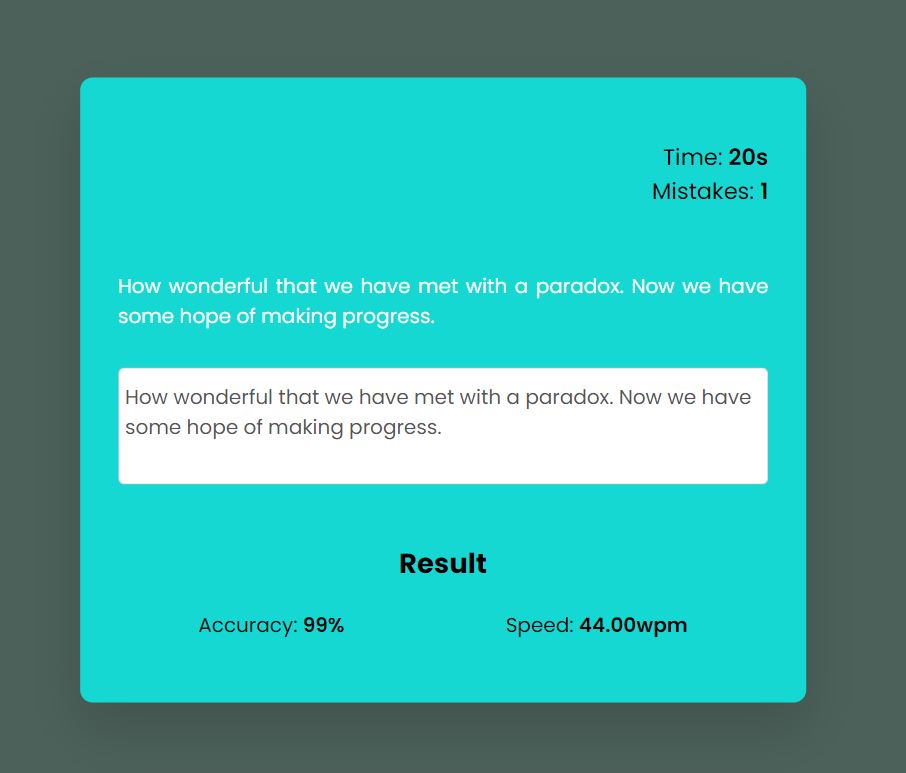 Time: 20s
Mistakes: 1
How wonderful that we have met with a paradox. Now we have
some hope of making progress.
How wonderful that we have met with a paradox. Now we have
some hope of making progress.
Result
Accuracy: 99% Speed: 44.00wpm